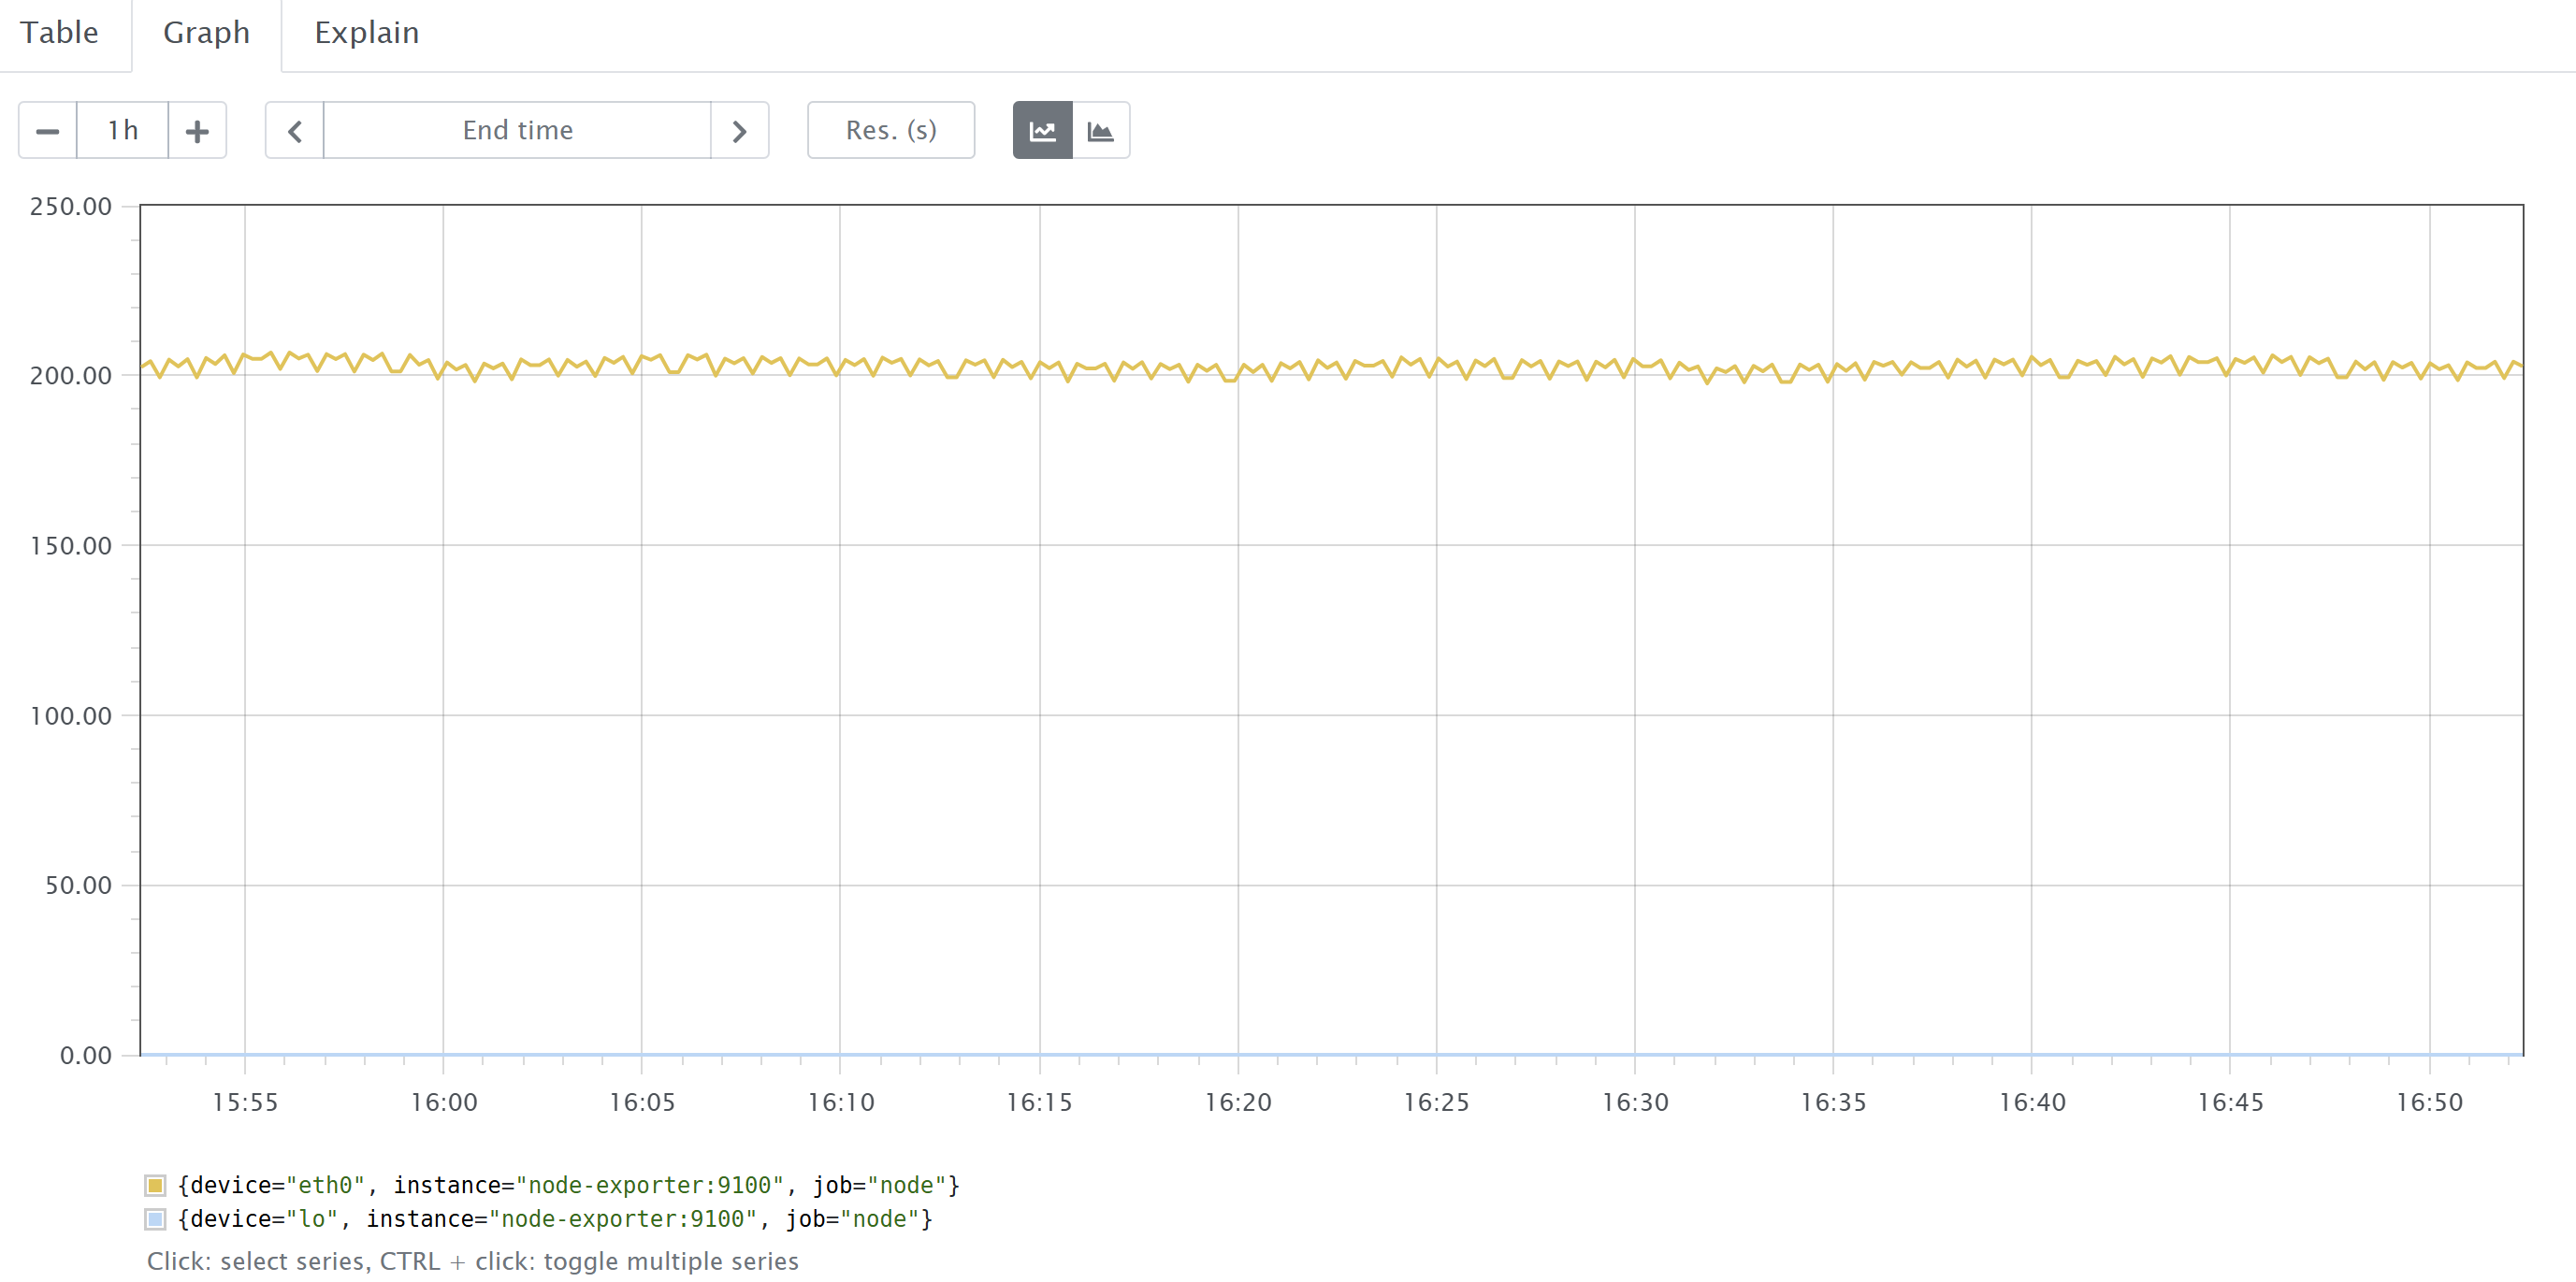 Table Graph Explain
1h End time Res. (s)
250.00
200.00
150.00
100.00
50.00
0.00
15:55 16:00 16:05 16:10 16:15 16:20 16:25 16:30 16:35 16:40 16:45 16:50
{device="eth0", instance="node-exporter:9100", job="node"}
{device="lo", instance="node-exporter:9100", job="node"}
Click: select series, CTRL + click: toggle multiple series